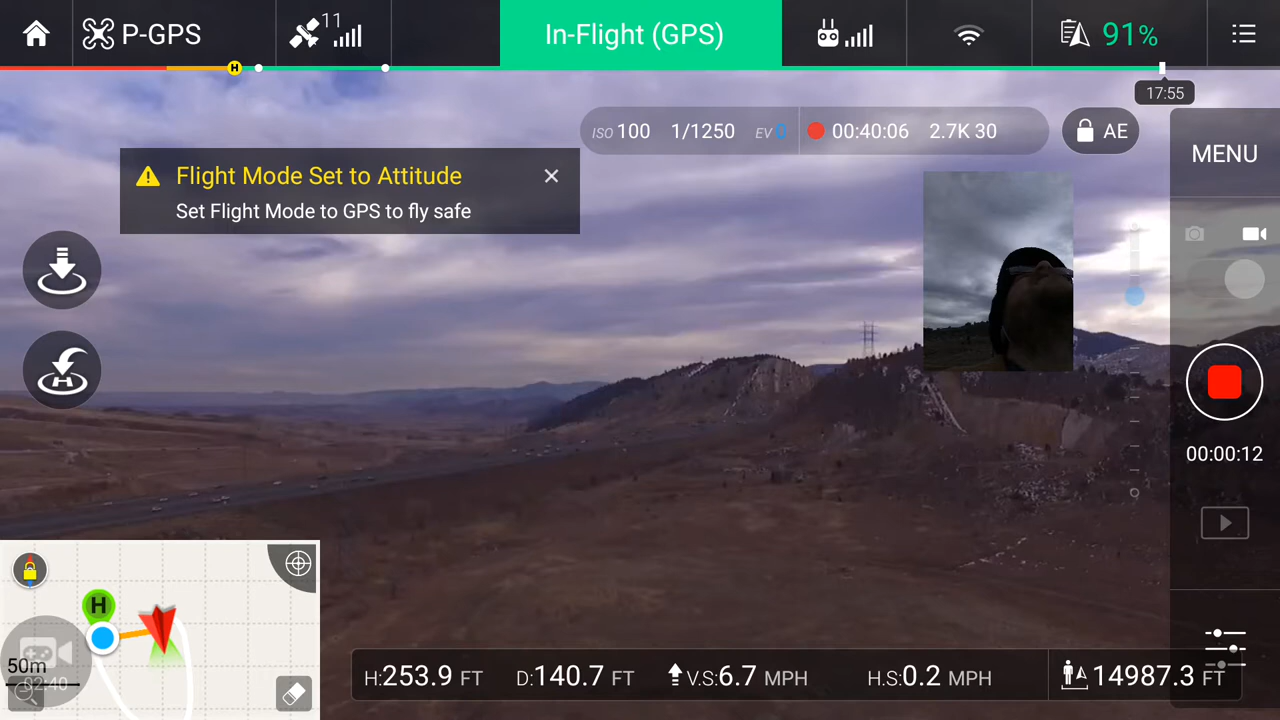 P-GPS
11
In-Flight (GPS)
91%
H
17:55
ISO 100 1/1250 EV 0 00:40:06 2.7K 30
AE
MENU
Flight Mode Set to Attitude
Set Flight Mode to GPS to fly safe
H
00:00:12
H
50m
02:40
H:253.9 FT D:140.7 FT V.S:6.7 MPH H.S:0.2 MPH 14987.3 FT